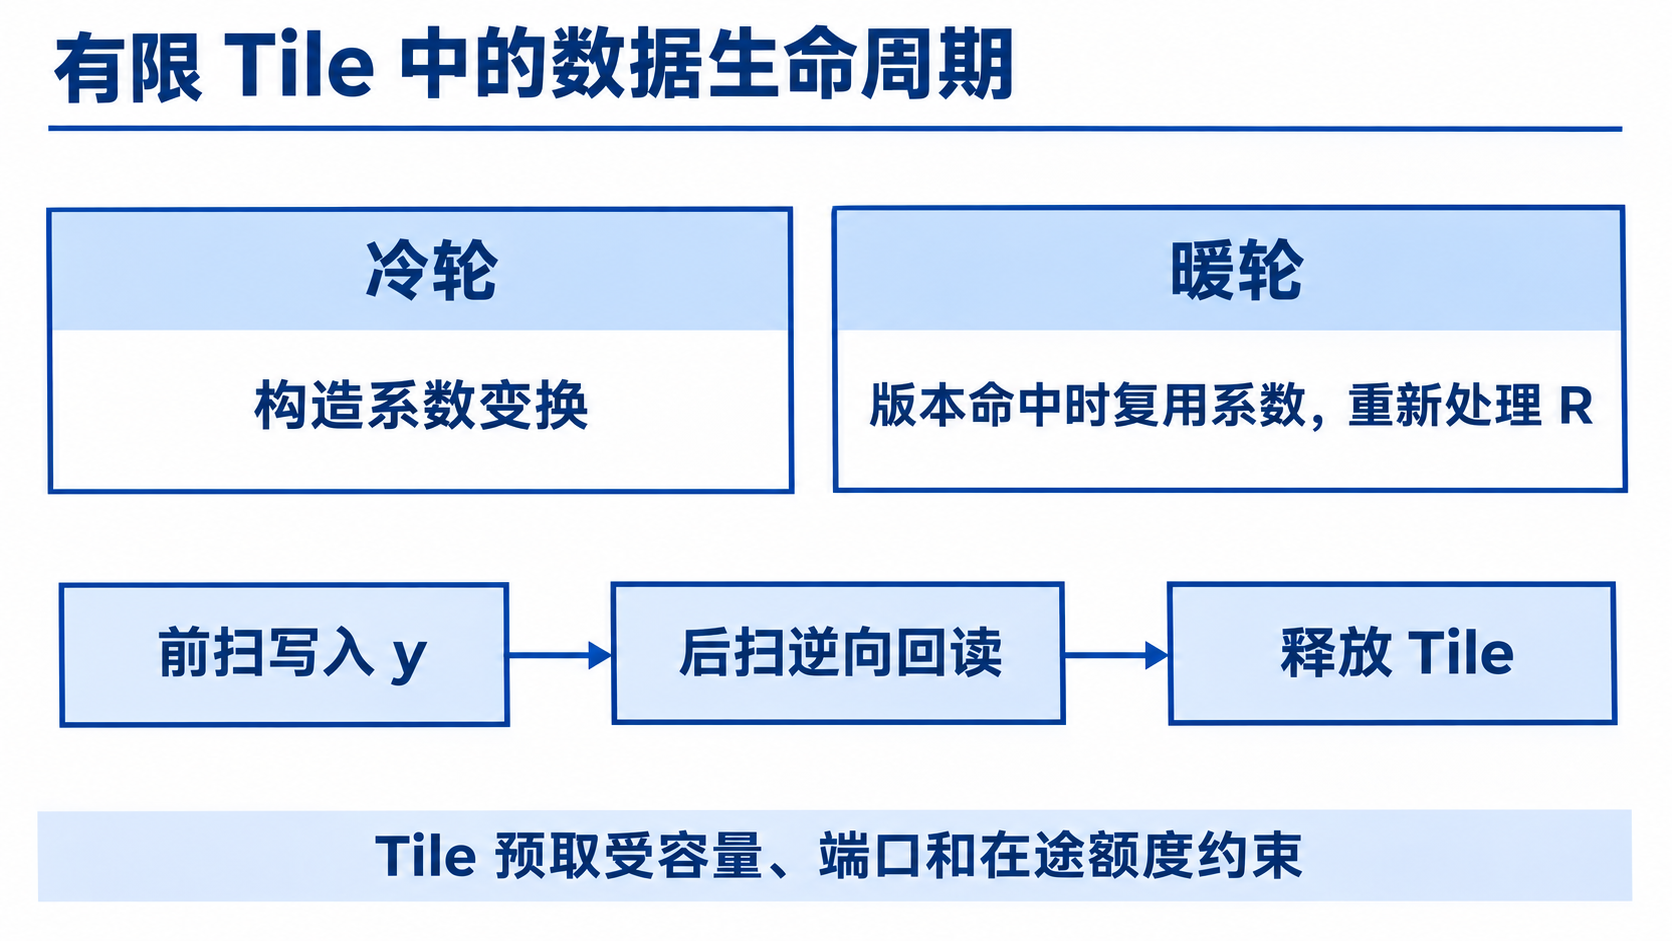 有限 Tile 中的数据生命周期
冷轮
构造系数变换
暖轮
版本命中时复用系数，重新处理 R
前扫写入 y
后扫逆向回读
释放 Tile
Tile 预取受容量、端口和在途额度约束